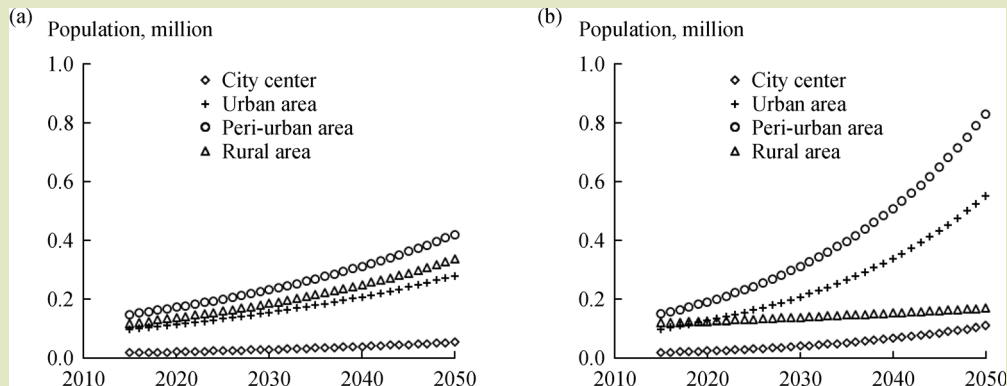 (a)
Population, million
1.0
0.8
0.6
0.4
0.2
0.0
2010 2020 2030 2040 2050
City center
Urban area
Peri-urban area
Rural area
(b)
Population, million
1.0
0.8
0.6
0.4
0.2
0.0
2010 2020 2030 2040 2050
City center
Urban area
Peri-urban area
Rural area